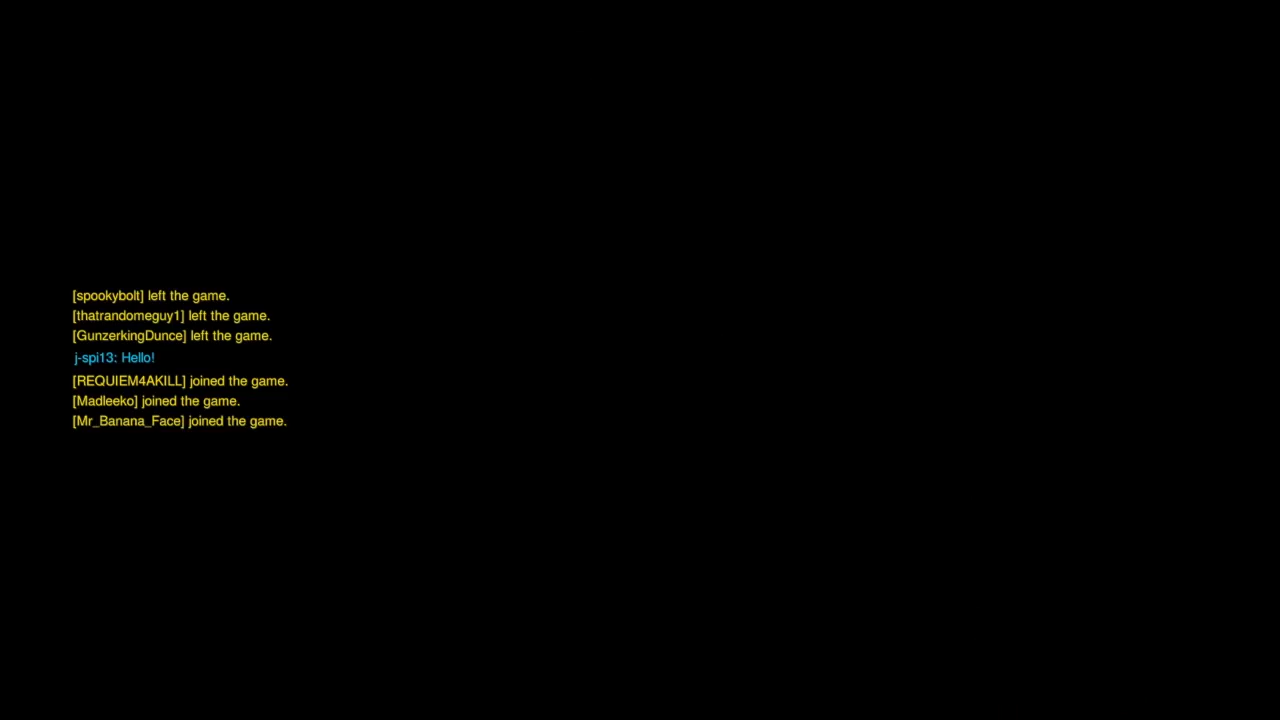 [spookybolt] left the game.
[thatrandomeguy1] left the game.
[GunzerkingDunce] left the game.
j-spi13: Hello!
[REQUIEM4AKILL] joined the game.
[Madleeko] joined the game.
[Mr_Banana_Face] joined the game.